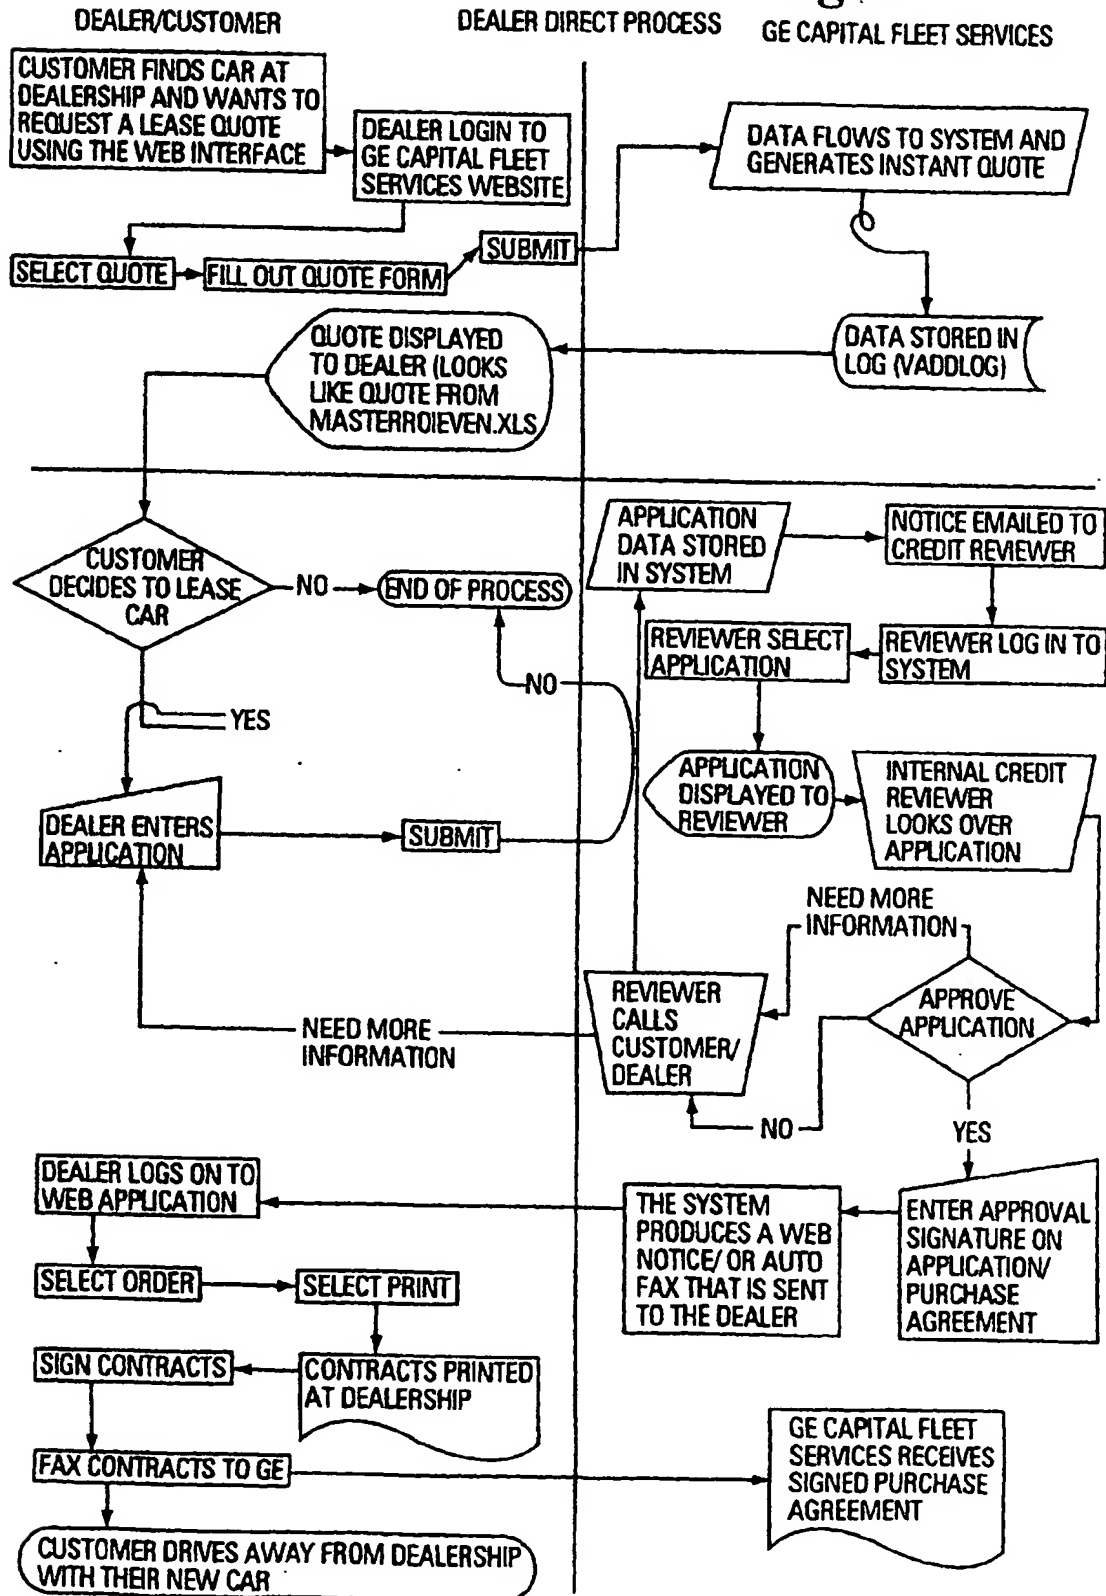 DEALER/CUSTOMER
DEALER DIRECT PROCESS
GE CAPITAL FLEET SERVICES
CUSTOMER FINDS CAR AT
DEALERSHIP AND WANTS TO
REQUEST A LEASE QUOTE
USING THE WEB INTERFACE
DEALER LOGIN TO
GE CAPITAL FLEET
SERVICES WEBSITE
DATA FLOWS TO SYSTEM AND
GENERATES INSTANT QUOTE
SELECT QUOTE
FILL OUT QUOTE FORM
SUBMIT
DATA STORED IN
LOG (VADDLOG)
QUOTE DISPLAYED
TO DEALER (LOOKS
LIKE QUOTE FROM
MASTERROIEVEN.XLS
CUSTOMER
DECIDES TO LEASE
CAR
NO
END OF PROCESS
APPLICATION
DATA STORED
IN SYSTEM
NOTICE EMAILED TO
CREDIT REVIEWER
REVIEWER LOG IN TO
SYSTEM
REVIEWER SELECT
APPLICATION
NO
YES
APPLICATION
DISPLAYED TO
REVIEWER
INTERNAL CREDIT
REVIEWER
LOOKS OVER
APPLICATION
DEALER ENTERS
APPLICATION
SUBMIT
NEED MORE
INFORMATION
APPROVE
APPLICATION
REVIEWER
CALLS
CUSTOMER/
DEALER
NEED MORE
INFORMATION
NO
YES
DEALER LOGS ON TO
WEB APPLICATION
THE SYSTEM
PRODUCES A WEB
NOTICE/ OR AUTO
FAX THAT IS SENT
TO THE DEALER
ENTER APPROVAL
SIGNATURE ON
APPLICATION/
PURCHASE
AGREEMENT
SELECT ORDER
SELECT PRINT
SIGN CONTRACTS
CONTRACTS PRINTED
AT DEALERSHIP
FAX CONTRACTS TO GE
GE CAPITAL FLEET
SERVICES RECEIVES
SIGNED PURCHASE
AGREEMENT
CUSTOMER DRIVES AWAY FROM DEALERSHIP
WITH THEIR NEW CAR